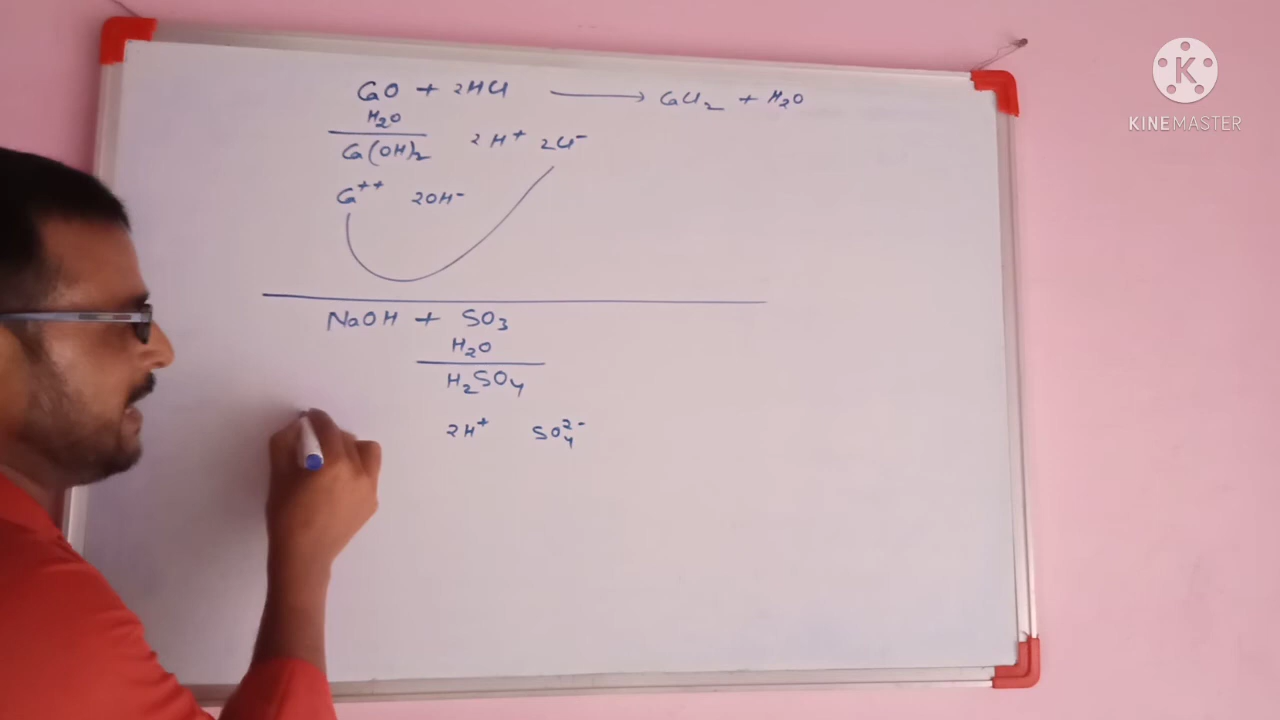 CaO + 2HCl ⟶ CaCl₂ + H₂O
H₂O
Ca(OH)₂ 2H⁺ 2Cl⁻
Ca⁺⁺ 2OH⁻
NaOH + SO₃
H₂O
H₂SO₄
2H⁺ SO₄²⁻
K
KINEMASTER